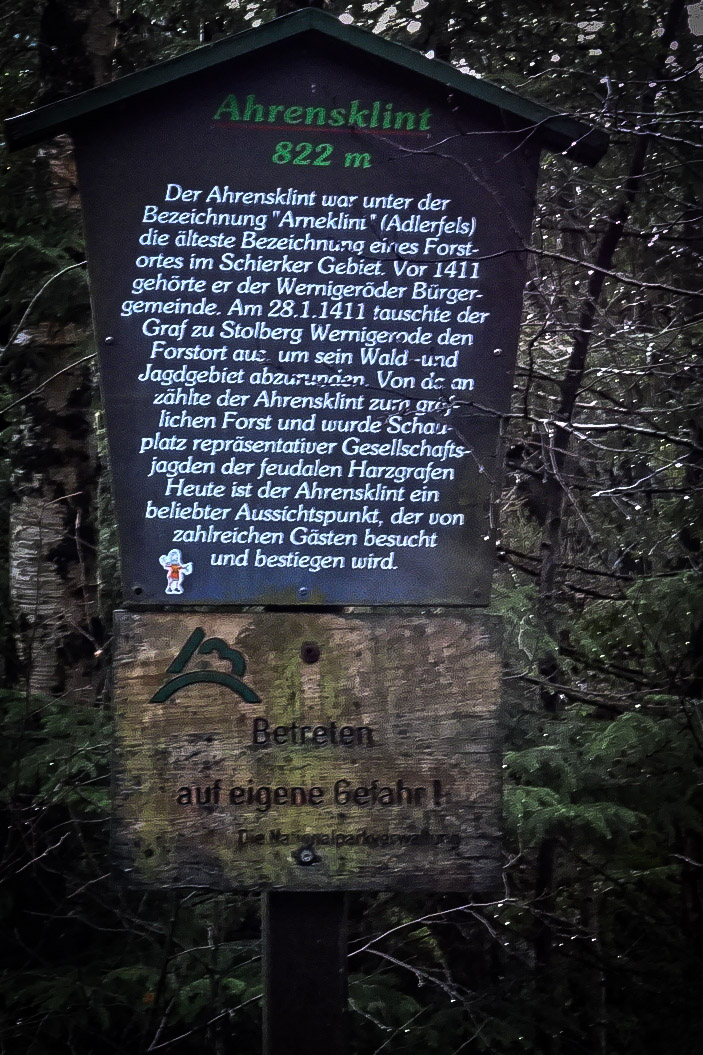 Ahrensklint
822 m
Der Ahrensklint war unter der
Bezeichnung "Arneklint" (Adlerfels)
die älteste Bezeichnung eines Forst-
ortes im Schierker Gebiet. Vor 1411
gehörte er der Wernigeröder Bürger-
gemeinde. Am 28.1.1411 tauschte der
Graf zu Stolberg Wernigerode den
Forstort aus, um sein Wald -und
Jagdgebiet abzurunden. Von da an
zählte der Ahrensklint zum gräf-
lichen Forst und wurde Schau-
platz repräsentativer Gesellschafts-
jagden der feudalen Harzgrafen
Heute ist der Ahrensklint ein
beliebter Aussichtspunkt, der von
zahlreichen Gästen besucht
und bestiegen wird.
Betreten
auf eigene Gefahr !
Die Nationalparkverwaltung